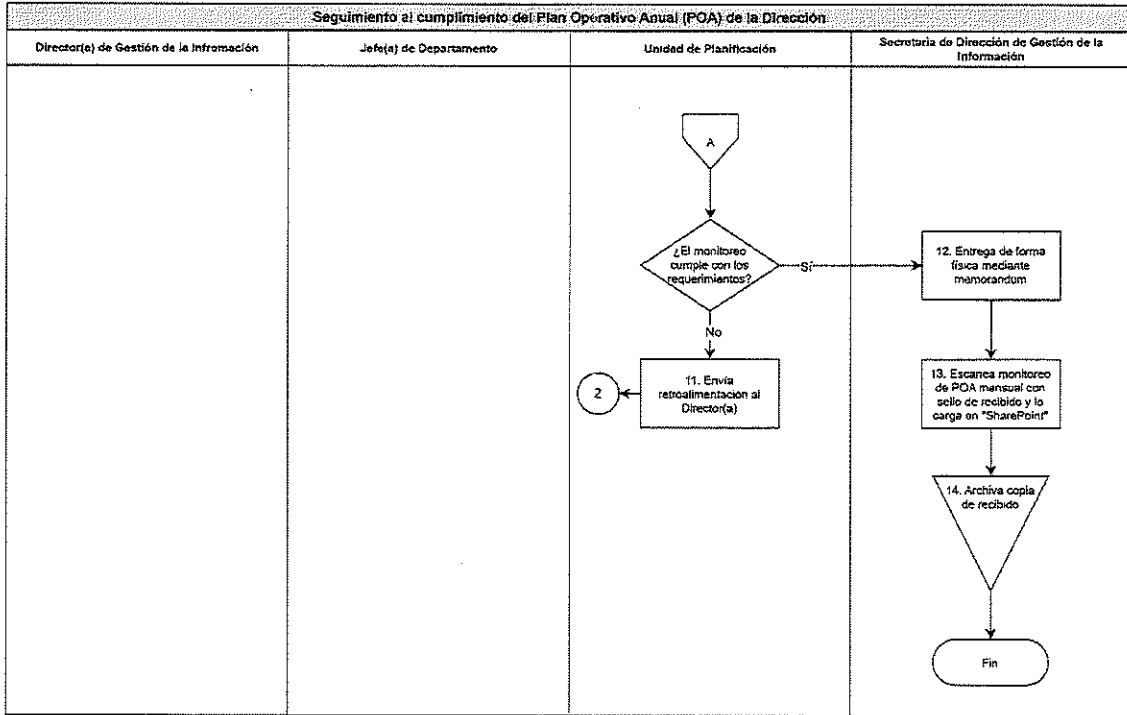 Seguimiento al cumplimiento del Plan Operativo Anual (POA) de la Dirección
Director(a) de Gestión de la Infromación
Jefe(a) de Departamento
Unidad de Planificación
Secretaria de Dirección de Gestión de la
Información
A
¿El monitoreo
cumple con los
requerimientos?
Sí
12. Entrega de forma
física mediante
memorandum
No
11. Envía
retroalimentación al
Director(a)
2
13. Escanea monitoreo
de POA mensual con
sello de recibido y lo
carga en "SharePoint"
14. Archiva copia
de recibido
Fin